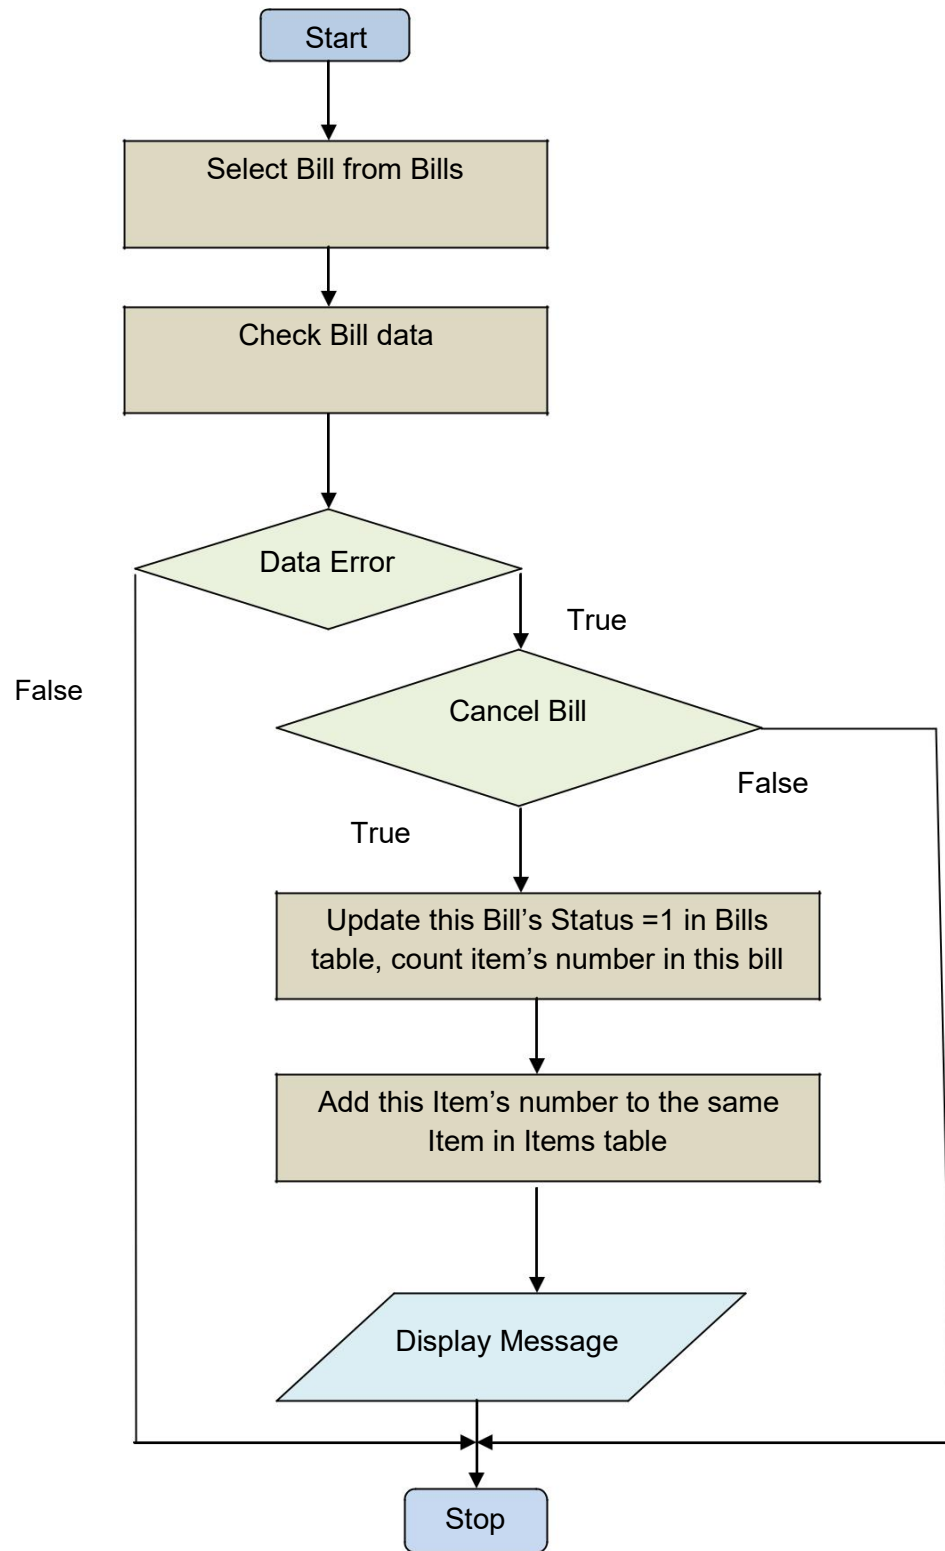 Start
Select Bill from Bills
Check Bill data
Data Error
True
False
Cancel Bill
False
True
Update this Bill’s Status =1 in Bills
table, count item’s number in this bill
Add this Item’s number to the same
Item in Items table
Display Message
Stop